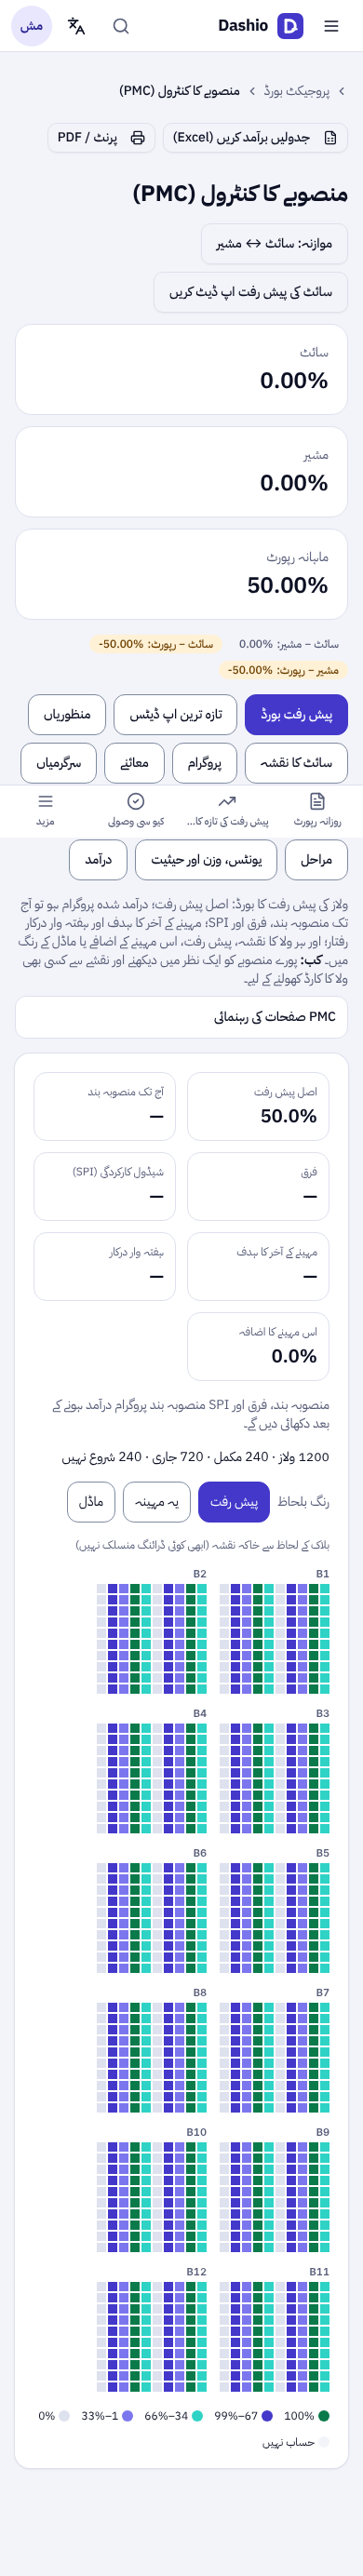 Dashio
مش
پروجیکٹ بورڈ
منصوبے کا کنٹرول (PMC)
جدولیں برآمد کریں (Excel)
پرنٹ / PDF
منصوبے کا کنٹرول (PMC)
موازنہ: سائٹ ↔ مشیر
سائٹ کی پیش رفت اپ ڈیٹ کریں
سائٹ
0.00%
مشیر
0.00%
ماہانہ رپورٹ
50.00%
سائٹ − مشیر: 0.00%
سائٹ − رپورٹ: 50.00%-
مشیر − رپورٹ: 50.00%-
پیش رفت بورڈ
تازہ ترین اپ ڈیٹس
منظوریاں
سائٹ کا نقشہ
پروگرام
معائنے
سرگرمیاں
روزانہ رپورٹ
پیش رفت کی تازہ کا...
کیو سی وصولی
مزید
مراحل
یونٹس، وزن اور حیثیت
درآمد
ولاز کی پیش رفت کا بورڈ: اصل پیش رفت؛ درآمد شدہ پروگرام ہو تو آج
تک منصوبہ بند، فرق اور SPI؛ مہینے کے آخر کا ہدف اور ہفتہ وار درکار
رفتار؛ اور ہر ولا کا نقشہ، پیش رفت، اس مہینے کے اضافے یا ماڈل کے رنگ
میں۔ کب: پورے منصوبے کو ایک نظر میں دیکھنے اور نقشے سے کسی بھی
ولا کا کارڈ کھولنے کے لیے۔
PMC صفحات کی رہنمائی
اصل پیش رفت
50.0%
آج تک منصوبہ بند
—
فرق
—
شیڈول کارکردگی (SPI)
—
مہینے کے آخر کا ہدف
—
ہفتہ وار درکار
—
اس مہینے کا اضافہ
0.0%
منصوبہ بند، فرق اور SPI منصوبہ بند پروگرام درآمد ہونے کے
بعد دکھائی دیں گے۔
1200 ولاز · 240 مکمل · 720 جاری · 240 شروع نہیں
رنگ بلحاظ
پیش رفت
یہ مہینہ
ماڈل
بلاک کے لحاظ سے خاکہ نقشہ (ابھی کوئی ڈرائنگ منسلک نہیں)
B1
B2
B3
B4
B5
B6
B7
B8
B9
B10
B11
B12
100%
67–99%
34–66%
1–33%
0%
حساب نہیں